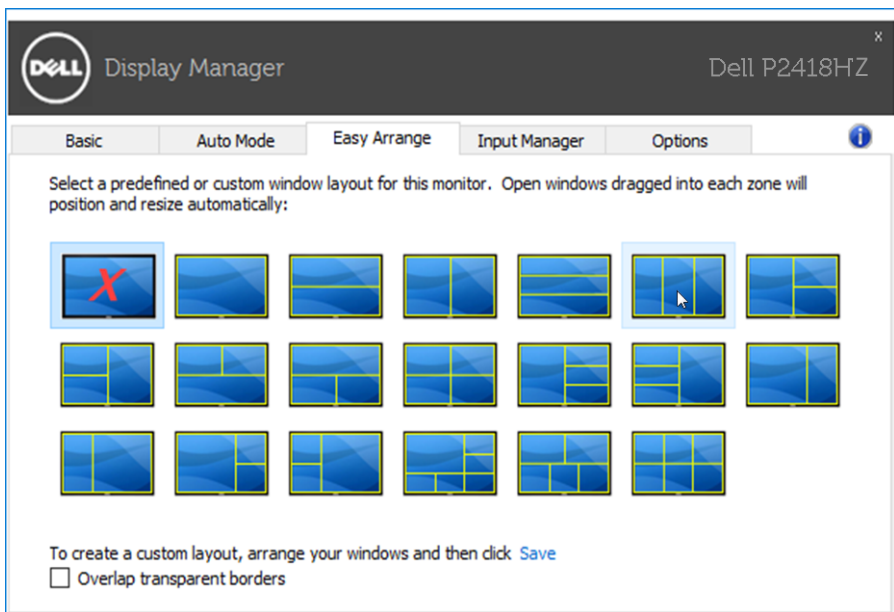 DELL Display Manager
x
Dell P2418HZ
Basic Auto Mode Easy Arrange Input Manager Options
Select a predefined or custom window layout for this monitor. Open windows dragged into each zone will
position and resize automatically:
X
To create a custom layout, arrange your windows and then click Save
Overlap transparent borders